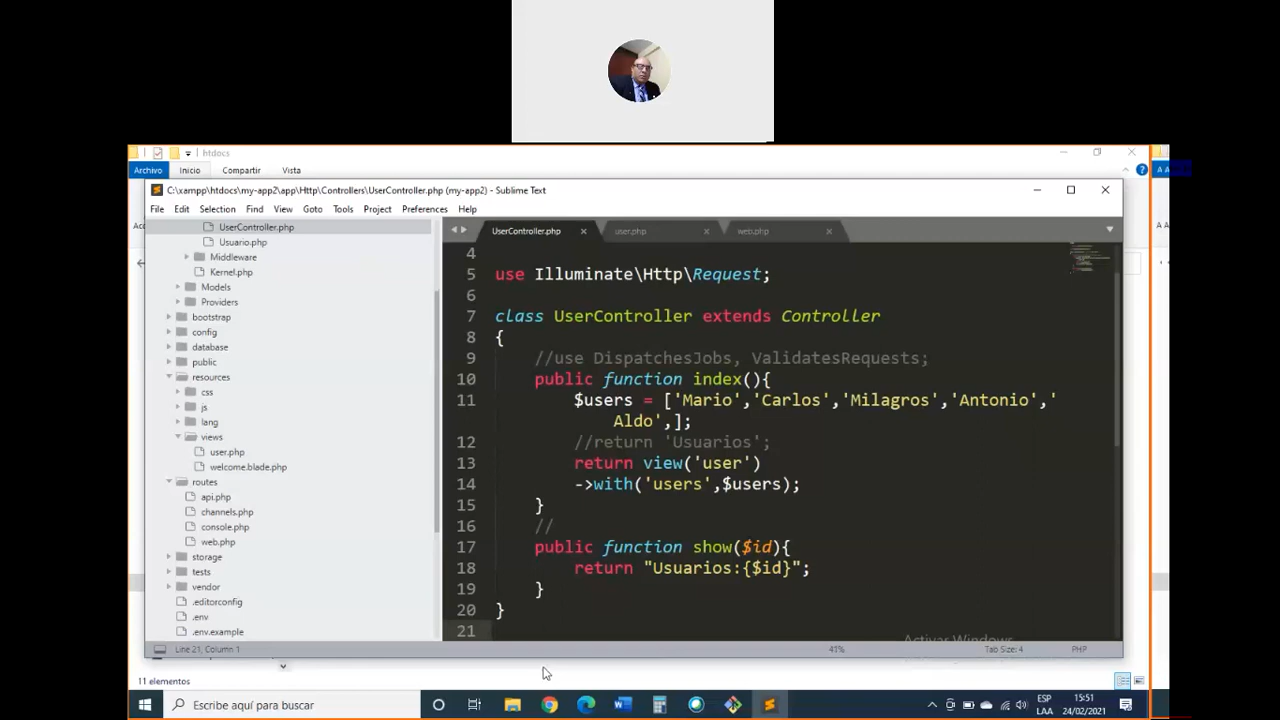 htdocs
Archivo Inicio Compartir Vista
C:\xampp\htdocs\my-app2\app\Http\Controllers\UserController.php (my-app2) - Sublime Text
File Edit Selection Find View Goto Tools Project Preferences Help
UserController.php
Usuario.php
Middleware
Kernel.php
Models
Providers
bootstrap
config
database
public
resources
css
js
lang
views
user.php
welcome.blade.php
routes
api.php
channels.php
console.php
web.php
storage
tests
vendor
.editorconfig
.env
.env.example
UserController.php user.php web.php
4
5 use Illuminate\Http\Request;
6
7 class UserController extends Controller
8 {
9 //use DispatchesJobs, ValidatesRequests;
10 public function index(){
11 $users = ['Mario','Carlos','Milagros','Antonio','
Aldo',];
12 //return 'Usuarios';
13 return view('user')
14 ->with('users',$users);
15 }
16 //
17 public function show($id){
18 return "Usuarios:{$id}";
19 }
20 }
21
Activar Windows
Line 21, Column 1 41% Tab Size: 4 PHP
11 elementos
Escribe aquí para buscar
ESP
LAA
15:51
24/02/2021